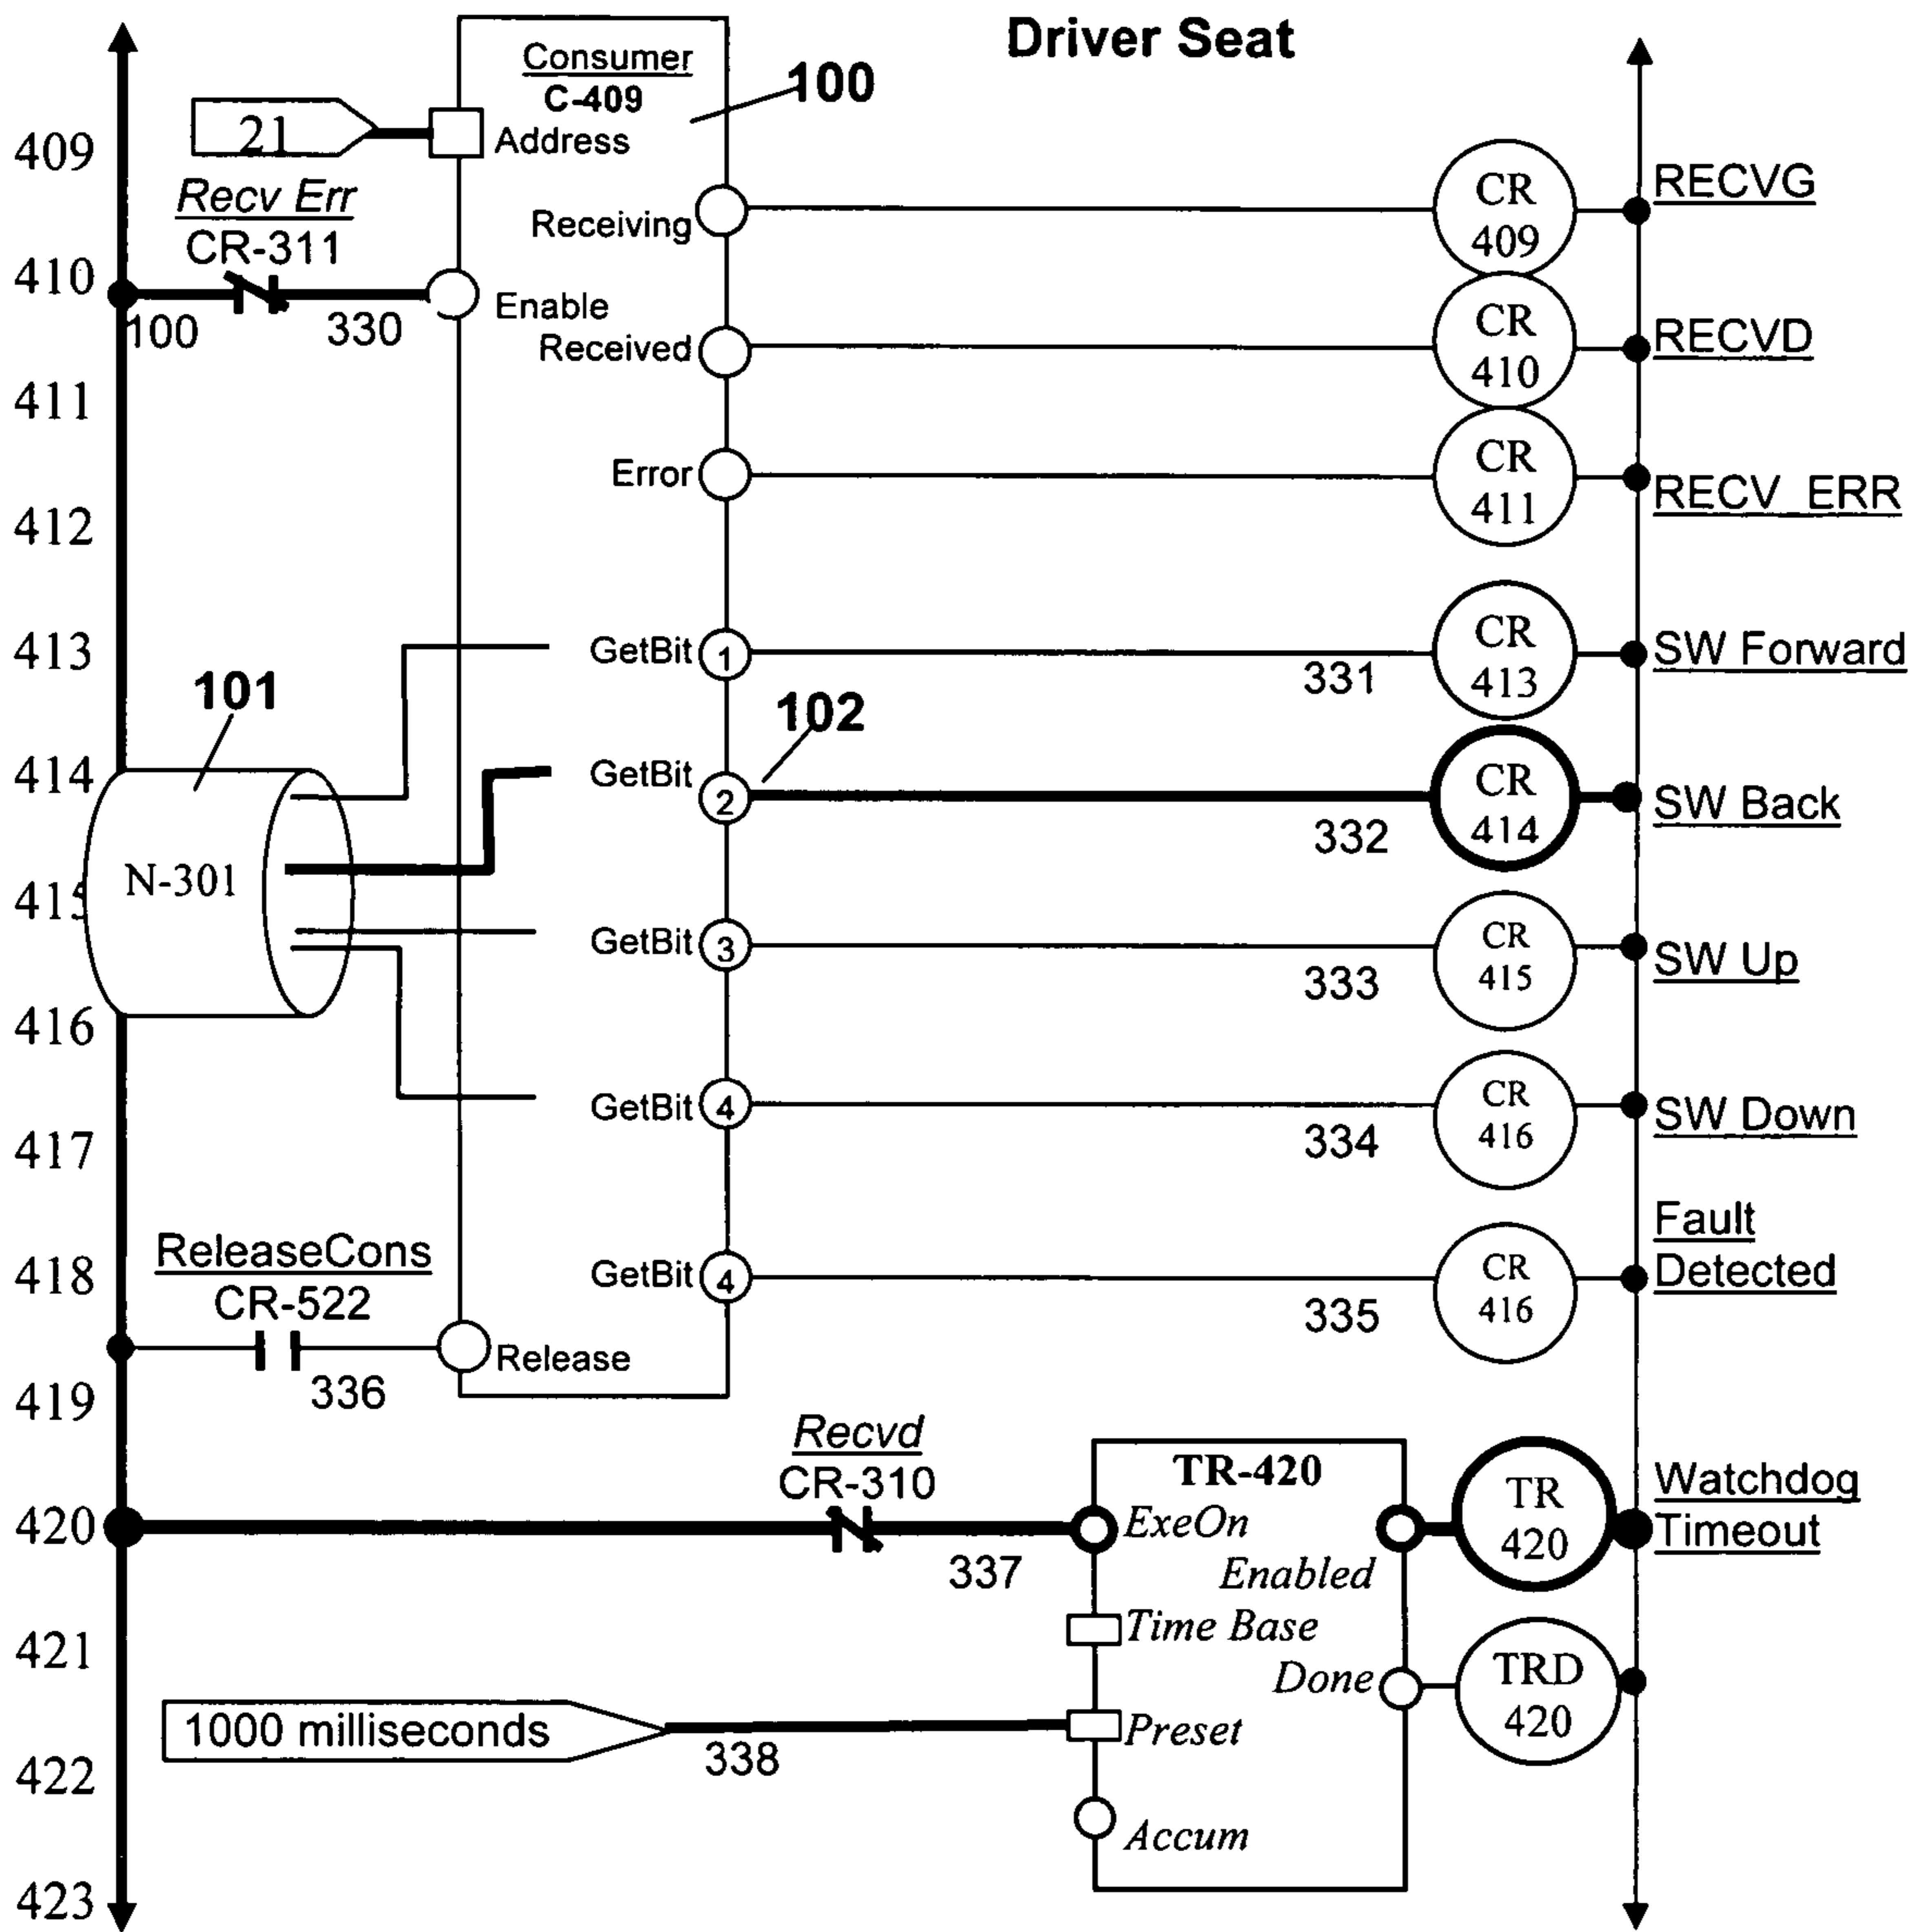 Driver Seat
Consumer
C-409
100
21
Address
409
Recv Err
CR-311
Receiving
CR
409
RECVG
410
100
330
Enable
Received
CR
410
RECVD
411
Error
CR
411
RECV_ERR
412
413
GetBit
1
331
CR
413
SW Forward
101
102
414
GetBit
2
332
CR
414
SW Back
N-301
415
GetBit
3
333
CR
415
SW Up
416
GetBit
4
334
CR
416
SW Down
417
ReleaseCons
CR-522
418
GetBit
4
335
CR
416
Fault
Detected
336
Release
419
Recvd
CR-310
TR-420
420
337
ExeOn
Enabled
TR
420
Watchdog
Timeout
421
Time Base
Done
TRD
420
1000 milliseconds
338
Preset
422
Accum
423